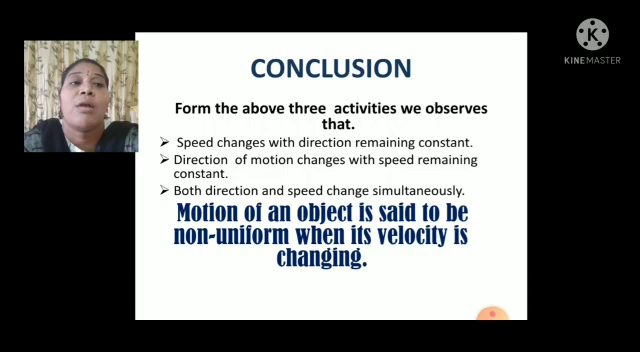 K
KINEMASTER
CONCLUSION
Form the above three activities we observes
that.
➢ Speed changes with direction remaining constant.
➢ Direction of motion changes with speed remaining
constant.
➢ Both direction and speed change simultaneously.
Motion of an object is said to be
non-uniform when its velocity is
changing.